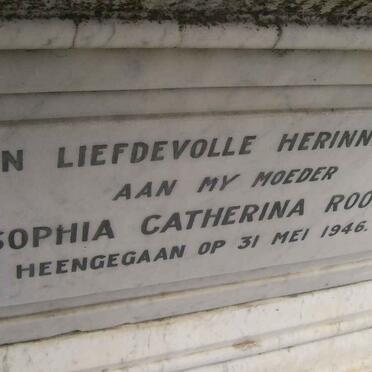 N LIEFDEVOLLE HERINN
AAN MY MOEDER
SOPHIA CATHERINA ROO
HEENGEGAAN OP 31 MEI 1946.